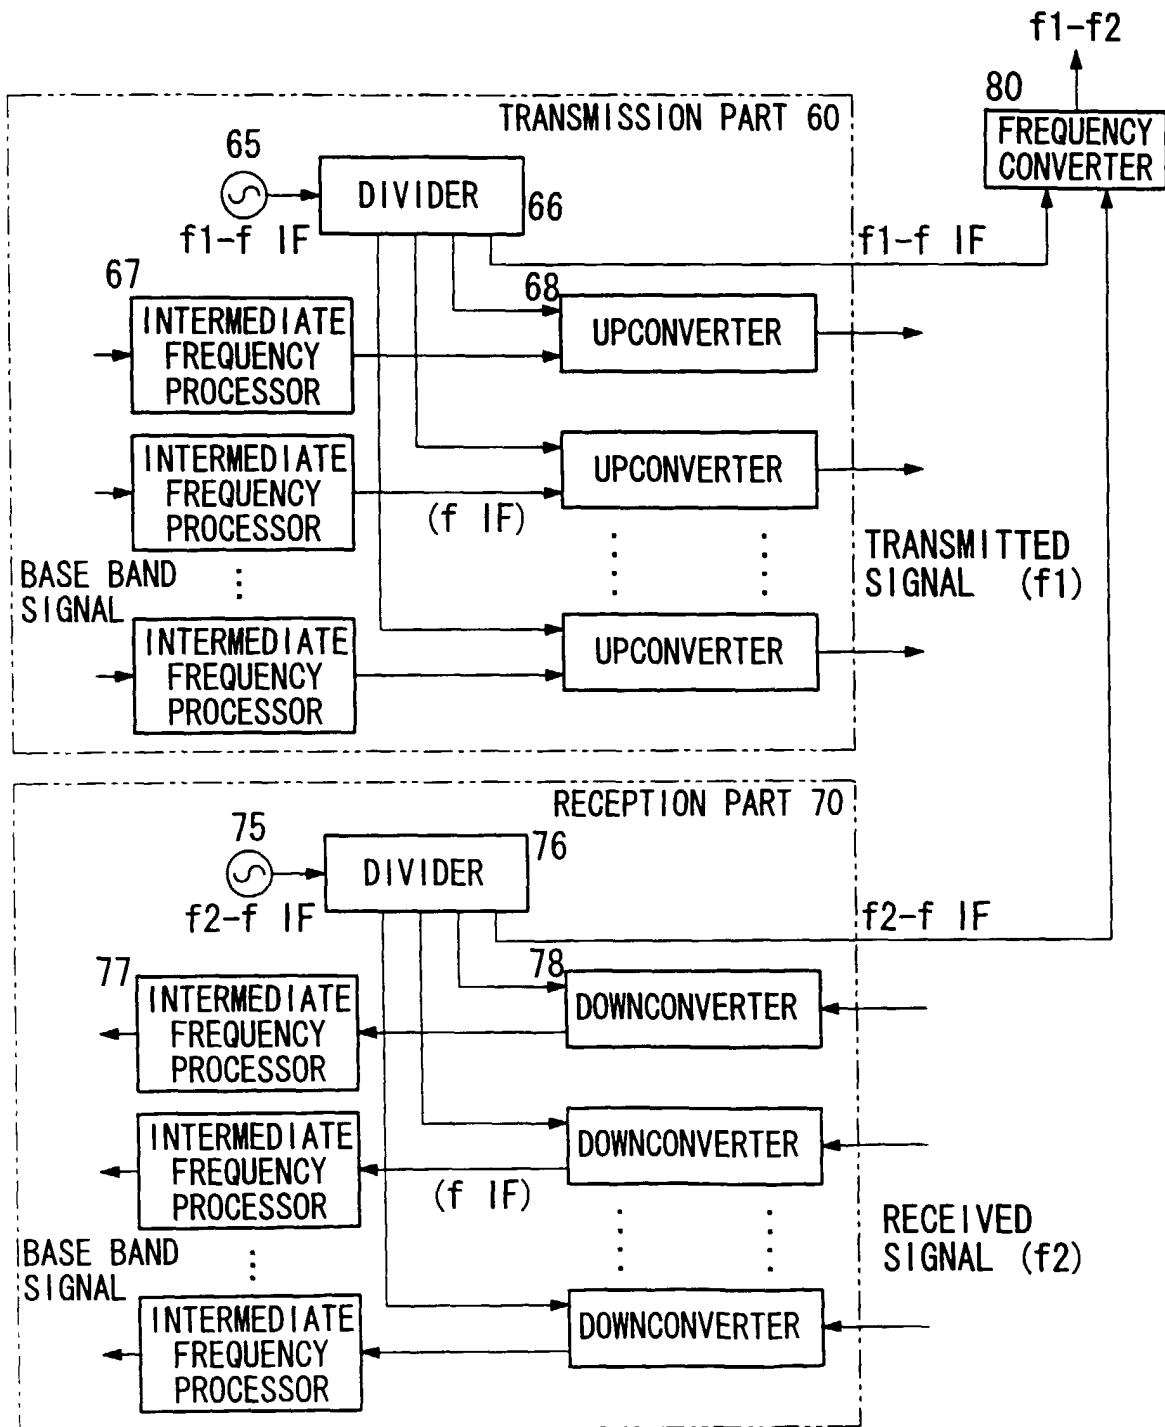 f1-f2
80
FREQUENCY
CONVERTER
TRANSMISSION PART 60
65
DIVIDER
66
f1-f IF
f1-f IF
67
INTERMEDIATE
FREQUENCY
PROCESSOR
68
UPCONVERTER
INTERMEDIATE
FREQUENCY
PROCESSOR
(f IF)
UPCONVERTER
TRANSMITTED
SIGNAL (f1)
BASE BAND
SIGNAL
INTERMEDIATE
FREQUENCY
PROCESSOR
UPCONVERTER
RECEPTION PART 70
75
DIVIDER
76
f2-f IF
f2-f IF
77
INTERMEDIATE
FREQUENCY
PROCESSOR
78
DOWNCONVERTER
INTERMEDIATE
FREQUENCY
PROCESSOR
(f IF)
DOWNCONVERTER
RECEIVED
SIGNAL (f2)
BASE BAND
SIGNAL
INTERMEDIATE
FREQUENCY
PROCESSOR
DOWNCONVERTER